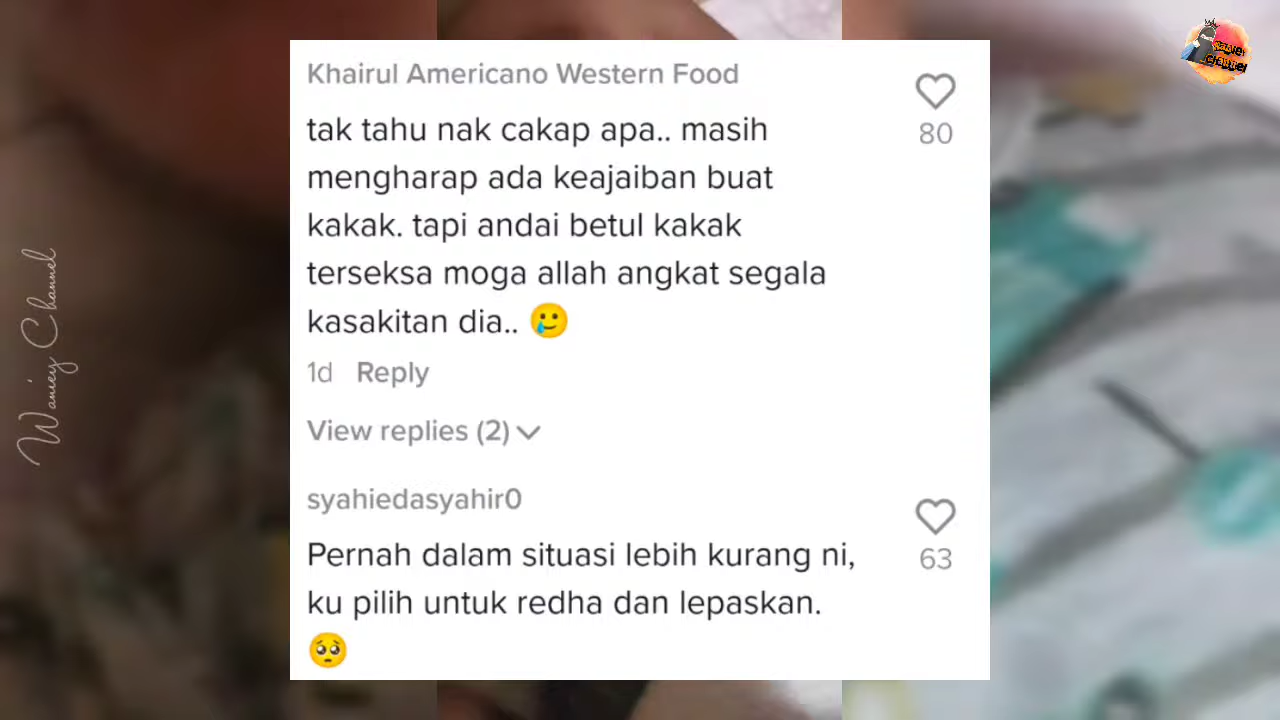 Khairul Americano Western Food
80
tak tahu nak cakap apa.. masih
mengharap ada keajaiban buat
kakak. tapi andai betul kakak
terseksa moga allah angkat segala
kasakitan dia.. 🥲
1d Reply
View replies (2)
syahiedasyahir0
63
Pernah dalam situasi lebih kurang ni,
ku pilih untuk redha dan lepaskan.
🥺
Waniey Channel